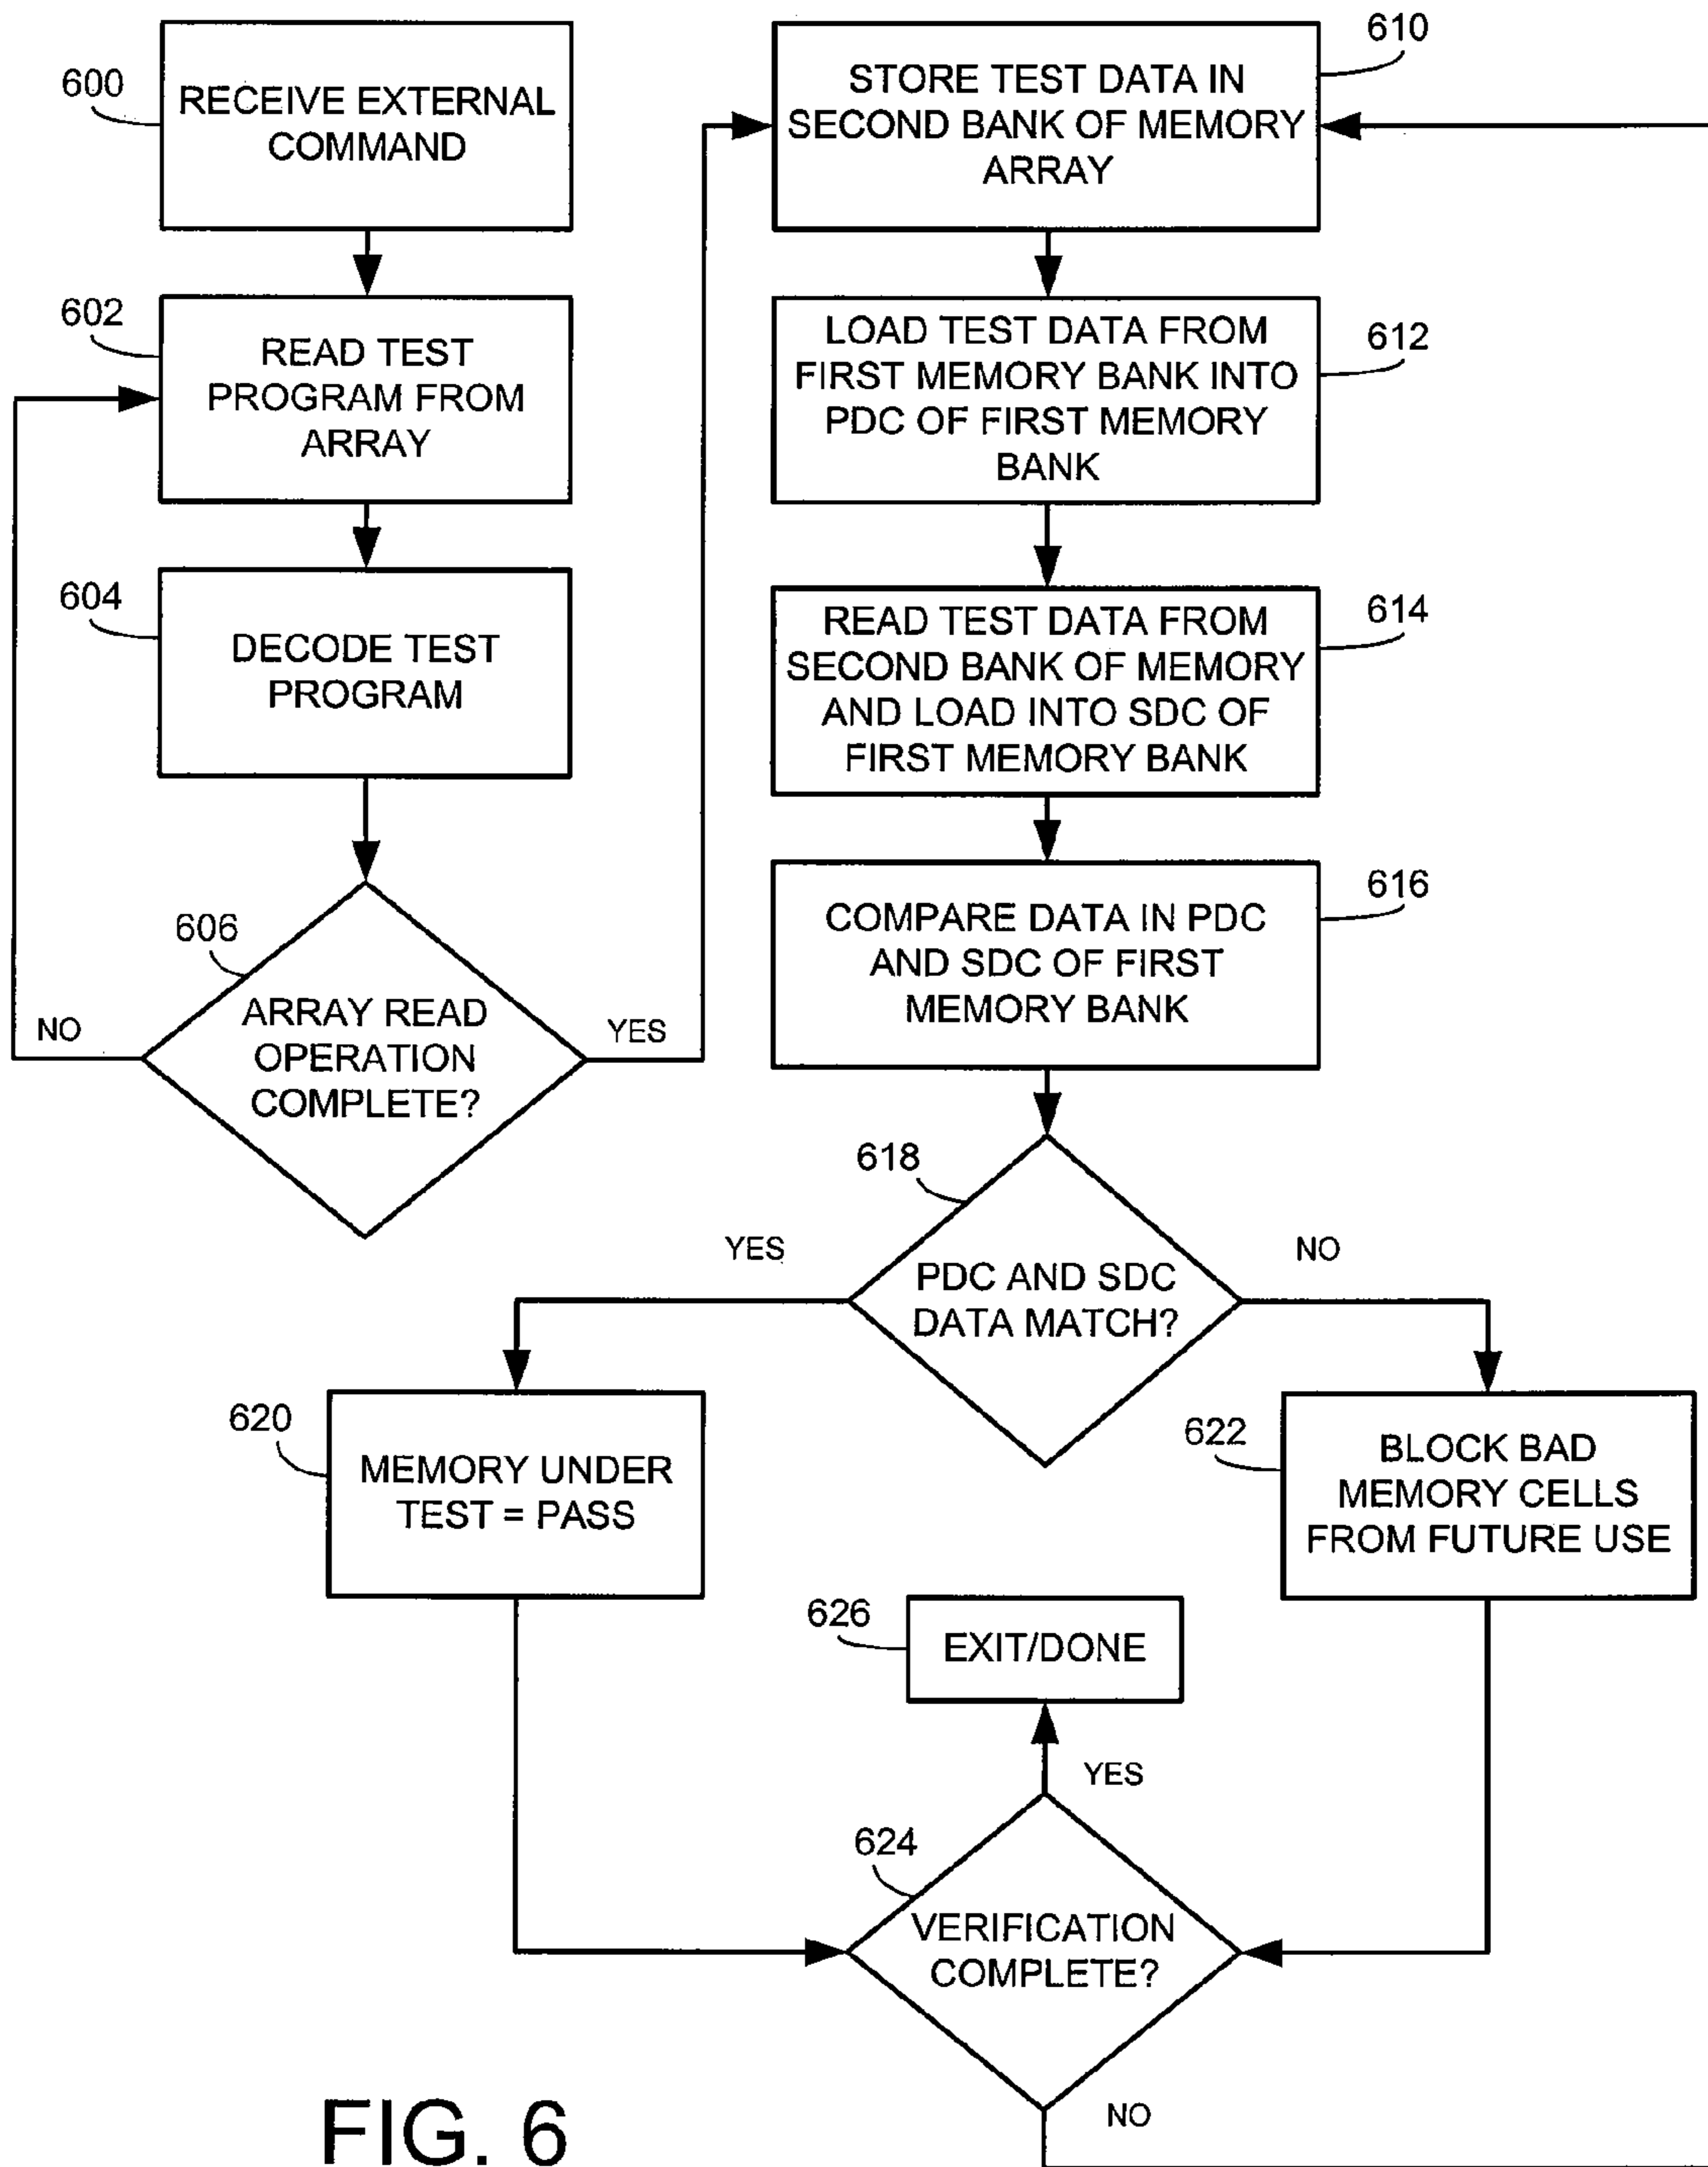 600
RECEIVE EXTERNAL
COMMAND
602
READ TEST
PROGRAM FROM
ARRAY
604
DECODE TEST
PROGRAM
606
ARRAY READ
OPERATION
COMPLETE?
NO
YES
610
STORE TEST DATA IN
SECOND BANK OF MEMORY
ARRAY
612
LOAD TEST DATA FROM
FIRST MEMORY BANK INTO
PDC OF FIRST MEMORY
BANK
614
READ TEST DATA FROM
SECOND BANK OF MEMORY
AND LOAD INTO SDC OF
FIRST MEMORY BANK
616
COMPARE DATA IN PDC
AND SDC OF FIRST
MEMORY BANK
618
PDC AND SDC
DATA MATCH?
YES
NO
620
MEMORY UNDER
TEST = PASS
622
BLOCK BAD
MEMORY CELLS
FROM FUTURE USE
626
EXIT/DONE
YES
624
VERIFICATION
COMPLETE?
NO
FIG. 6